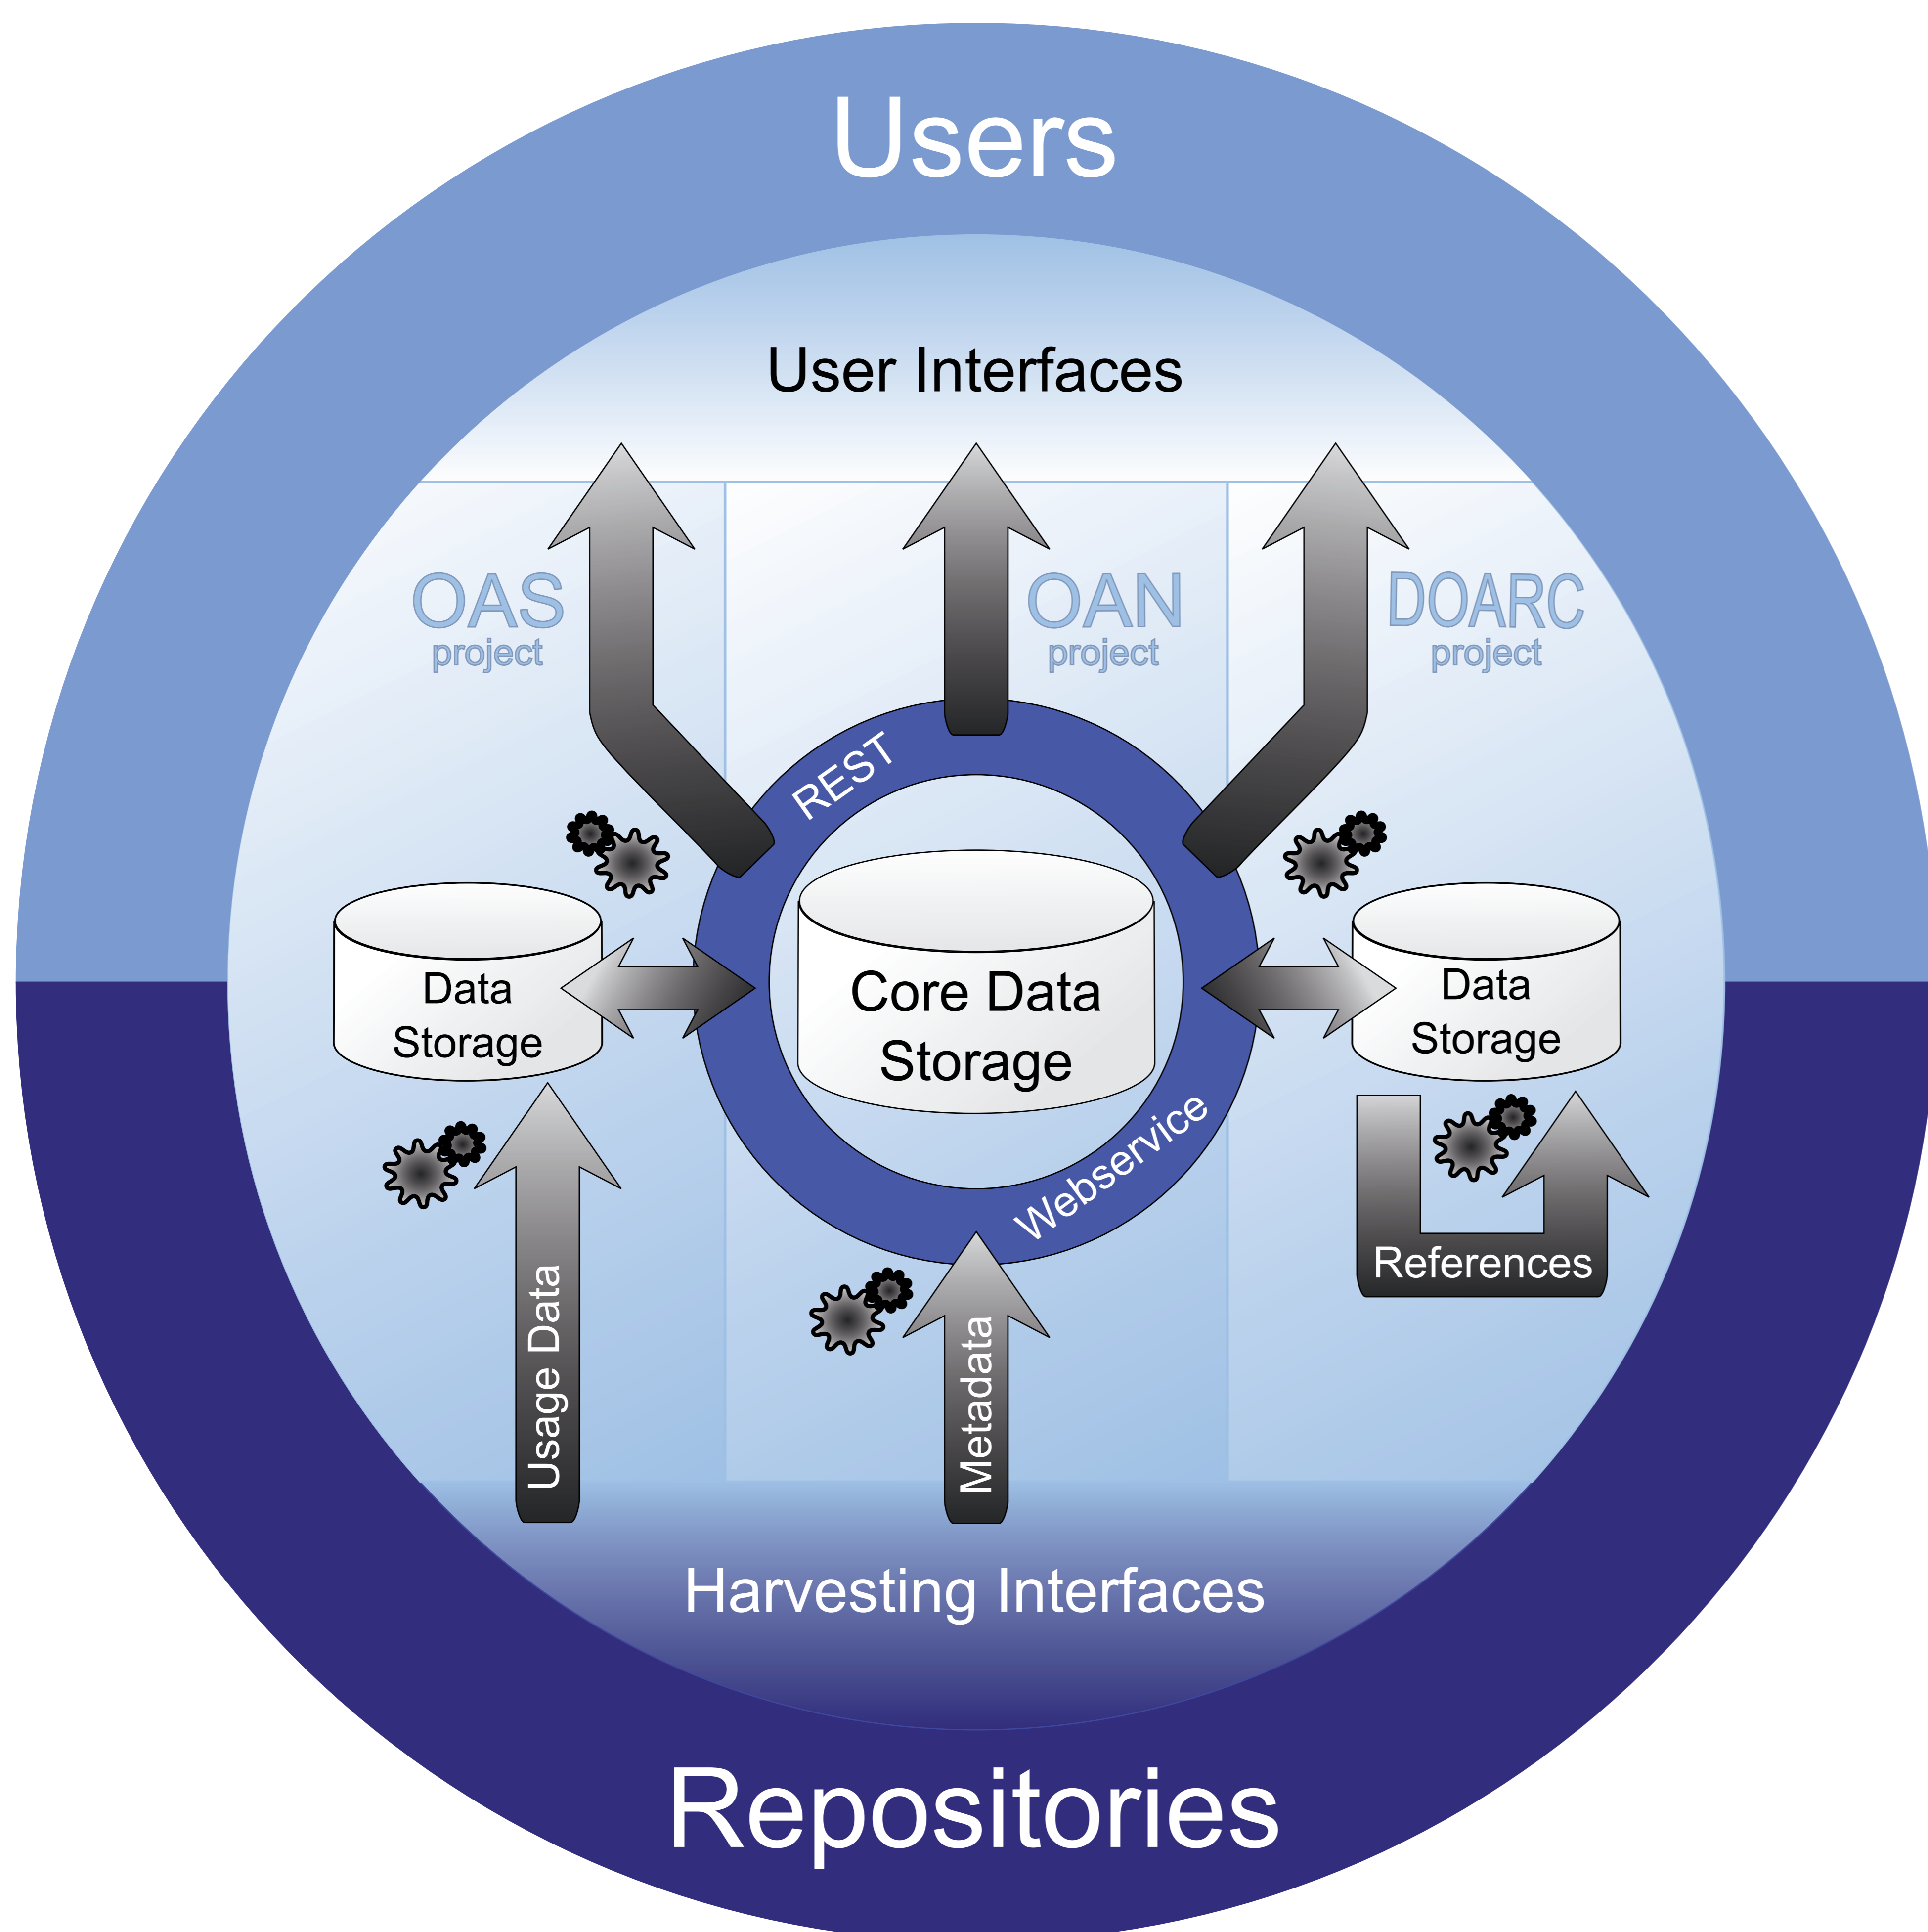 Users
User Interfaces
OAS
project
OAN
project
DOARC
project
REST
Data
Storage
Core Data
Storage
Data
Storage
Webservice
References
Usage Data
Metadata
Harvesting Interfaces
Repositories